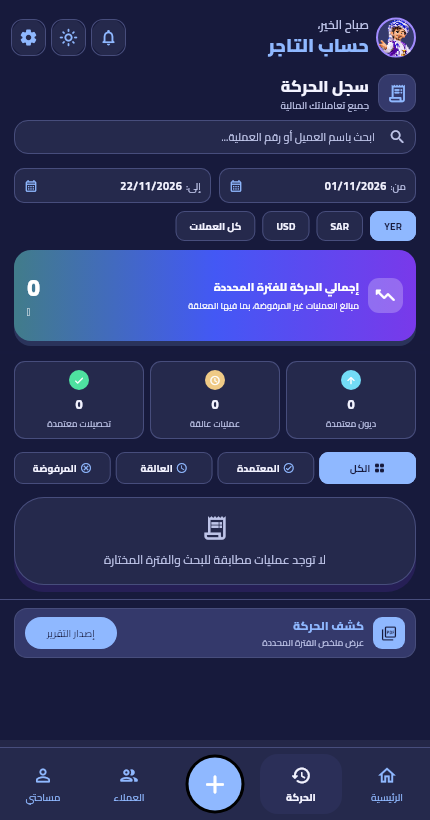 صباح الخير،
حساب التاجر
سجل الحركة
جميع تعاملاتك المالية
ابحث باسم العميل أو رقم العملية...
من: 01/11/2026
إلى: 22/11/2026
YER
SAR
USD
كل العملات
إجمالي الحركة للفترة المحددة
مبالغ العمليات غير المرفوضة، بما فيها المعلقة
0
0
ديون معتمدة
0
عمليات عالقة
0
تحصيلات معتمدة
الكل
المعتمدة
العالقة
المرفوضة
لا توجد عمليات مطابقة للبحث والفترة المختارة
كشف الحركة
عرض ملخص الفترة المحددة
إصدار التقرير
الرئيسية
الحركة
العملاء
مساحتي